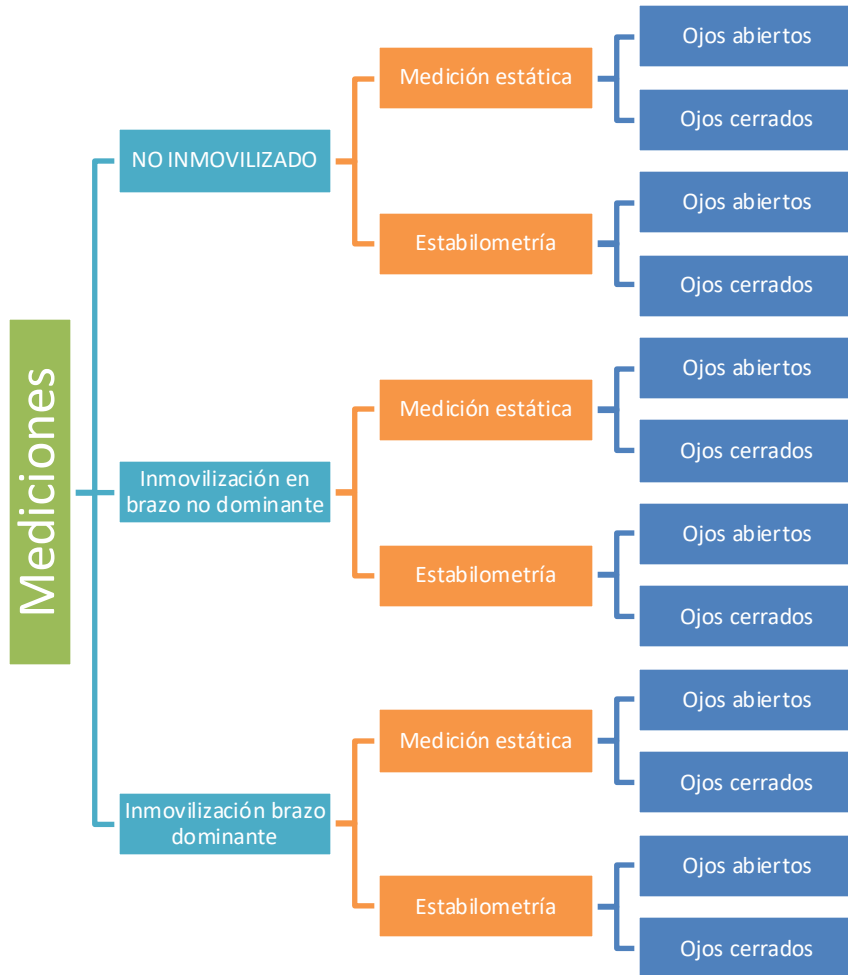 Mediciones
NO INMOVILIZADO
Medición estática
Ojos abiertos
Ojos cerrados
Estabilometría
Ojos abiertos
Ojos cerrados
Inmovilización en
brazo no dominante
Medición estática
Ojos abiertos
Ojos cerrados
Estabilometría
Ojos abiertos
Ojos cerrados
Inmovilización brazo
dominante
Medición estática
Ojos abiertos
Ojos cerrados
Estabilometría
Ojos abiertos
Ojos cerrados